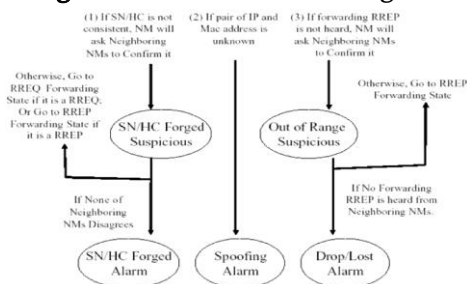 (1) If SN/HC is not
consistent, NM will
ask Neighboring
NMs to Confirm it
(2) If pair of IP and
Mac address is
unknown
(3) If forwarding RREP
is not heard, NM will
ask Neighboring NMs
to Confirm it
Otherwise, Go to
RREQ Forwarding
State if it is a RREQ;
Or Go to RREP
Forwarding State if
it is a RREP
Otherwise, Go to RREP
Forwarding State
SN/HC Forged
Suspicious
Out of Range
Suspicious
If None of
Neighboring
NMs Disagrees
If No Forwarding
RREP is heard from
Neighboring NMs.
SN/HC Forged
Alarm
Spoofing
Alarm
Drop/Lost
Alarm